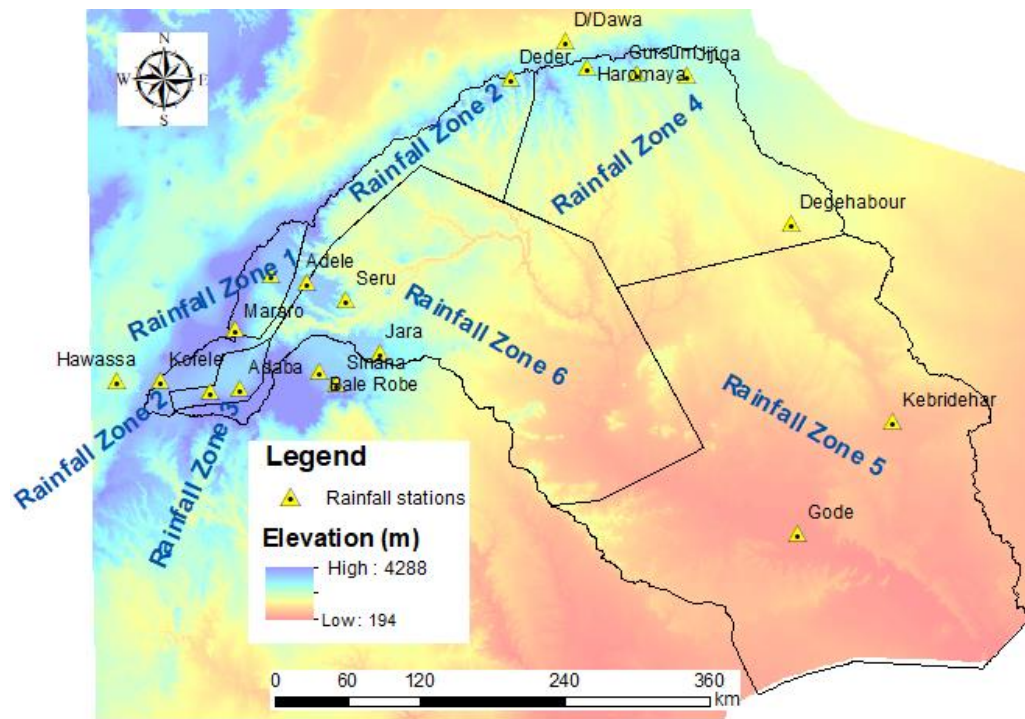 D/Dawa
N
W E
S
Deder
Gursum
Jijiga
Haromaya
Rainfall Zone 2
Rainfall Zone 4
Degehabour
Rainfall Zone 1
Adele
Seru
Mararo
Jara
Rainfall Zone 6
Hawassa
Kofele
Adaba
Sinana
Bale Robe
Rainfall Zone 2
Rainfall Zone 3
Rainfall Zone 5
Kebridehar
Gode
Legend
Rainfall stations
Elevation (m)
High : 4288
Low : 194
0 60 120 240 360
km